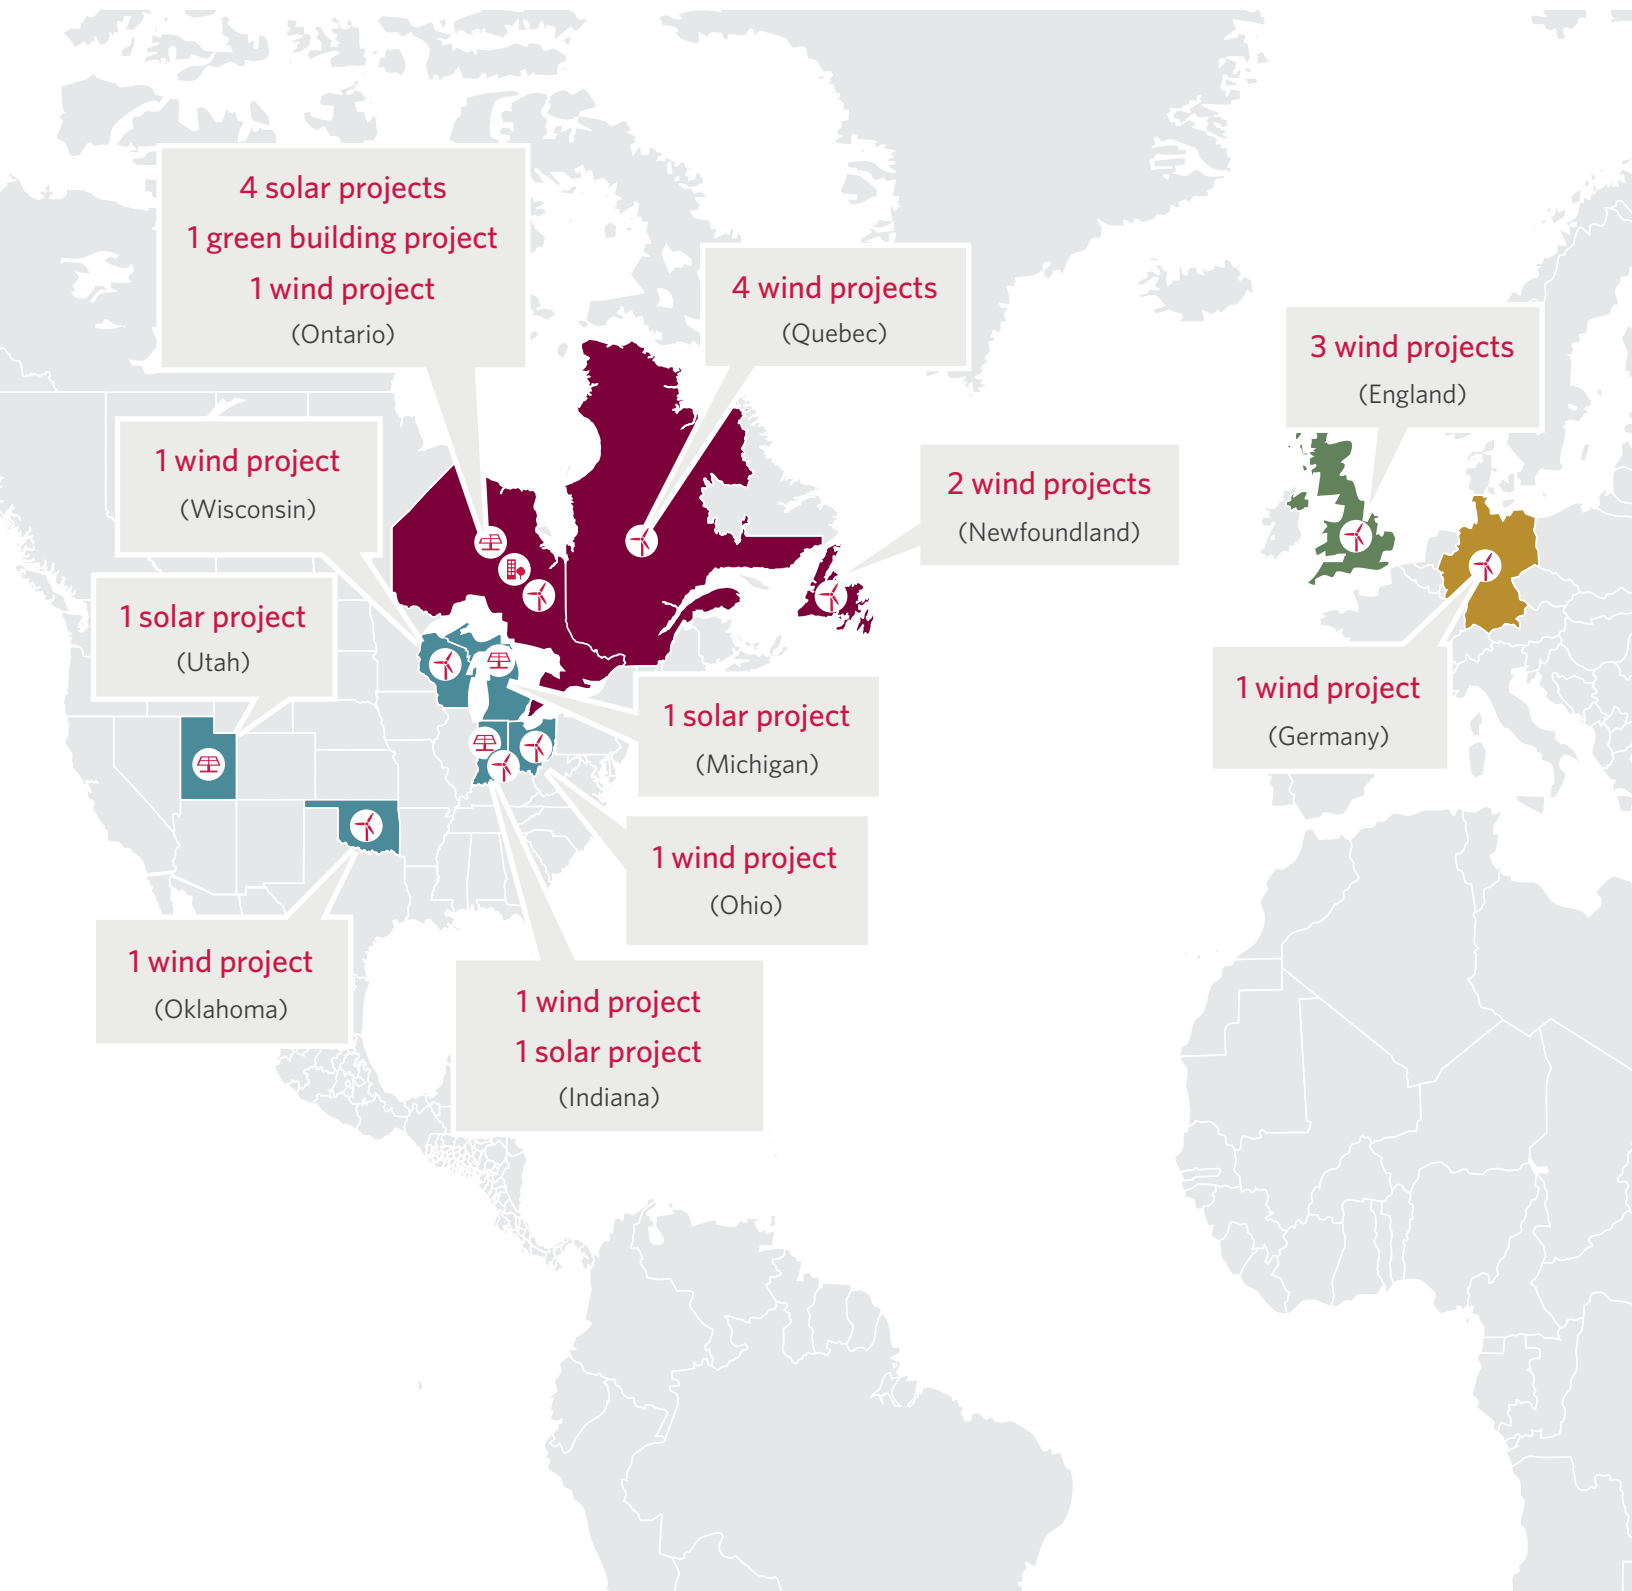 4 solar projects
1 green building project
1 wind project
(Ontario)
4 wind projects
(Quebec)
3 wind projects
(England)
1 wind project
(Wisconsin)
2 wind projects
(Newfoundland)
1 solar project
(Utah)
1 solar project
(Michigan)
1 wind project
(Germany)
1 wind project
(Ohio)
1 wind project
(Oklahoma)
1 wind project
1 solar project
(Indiana)